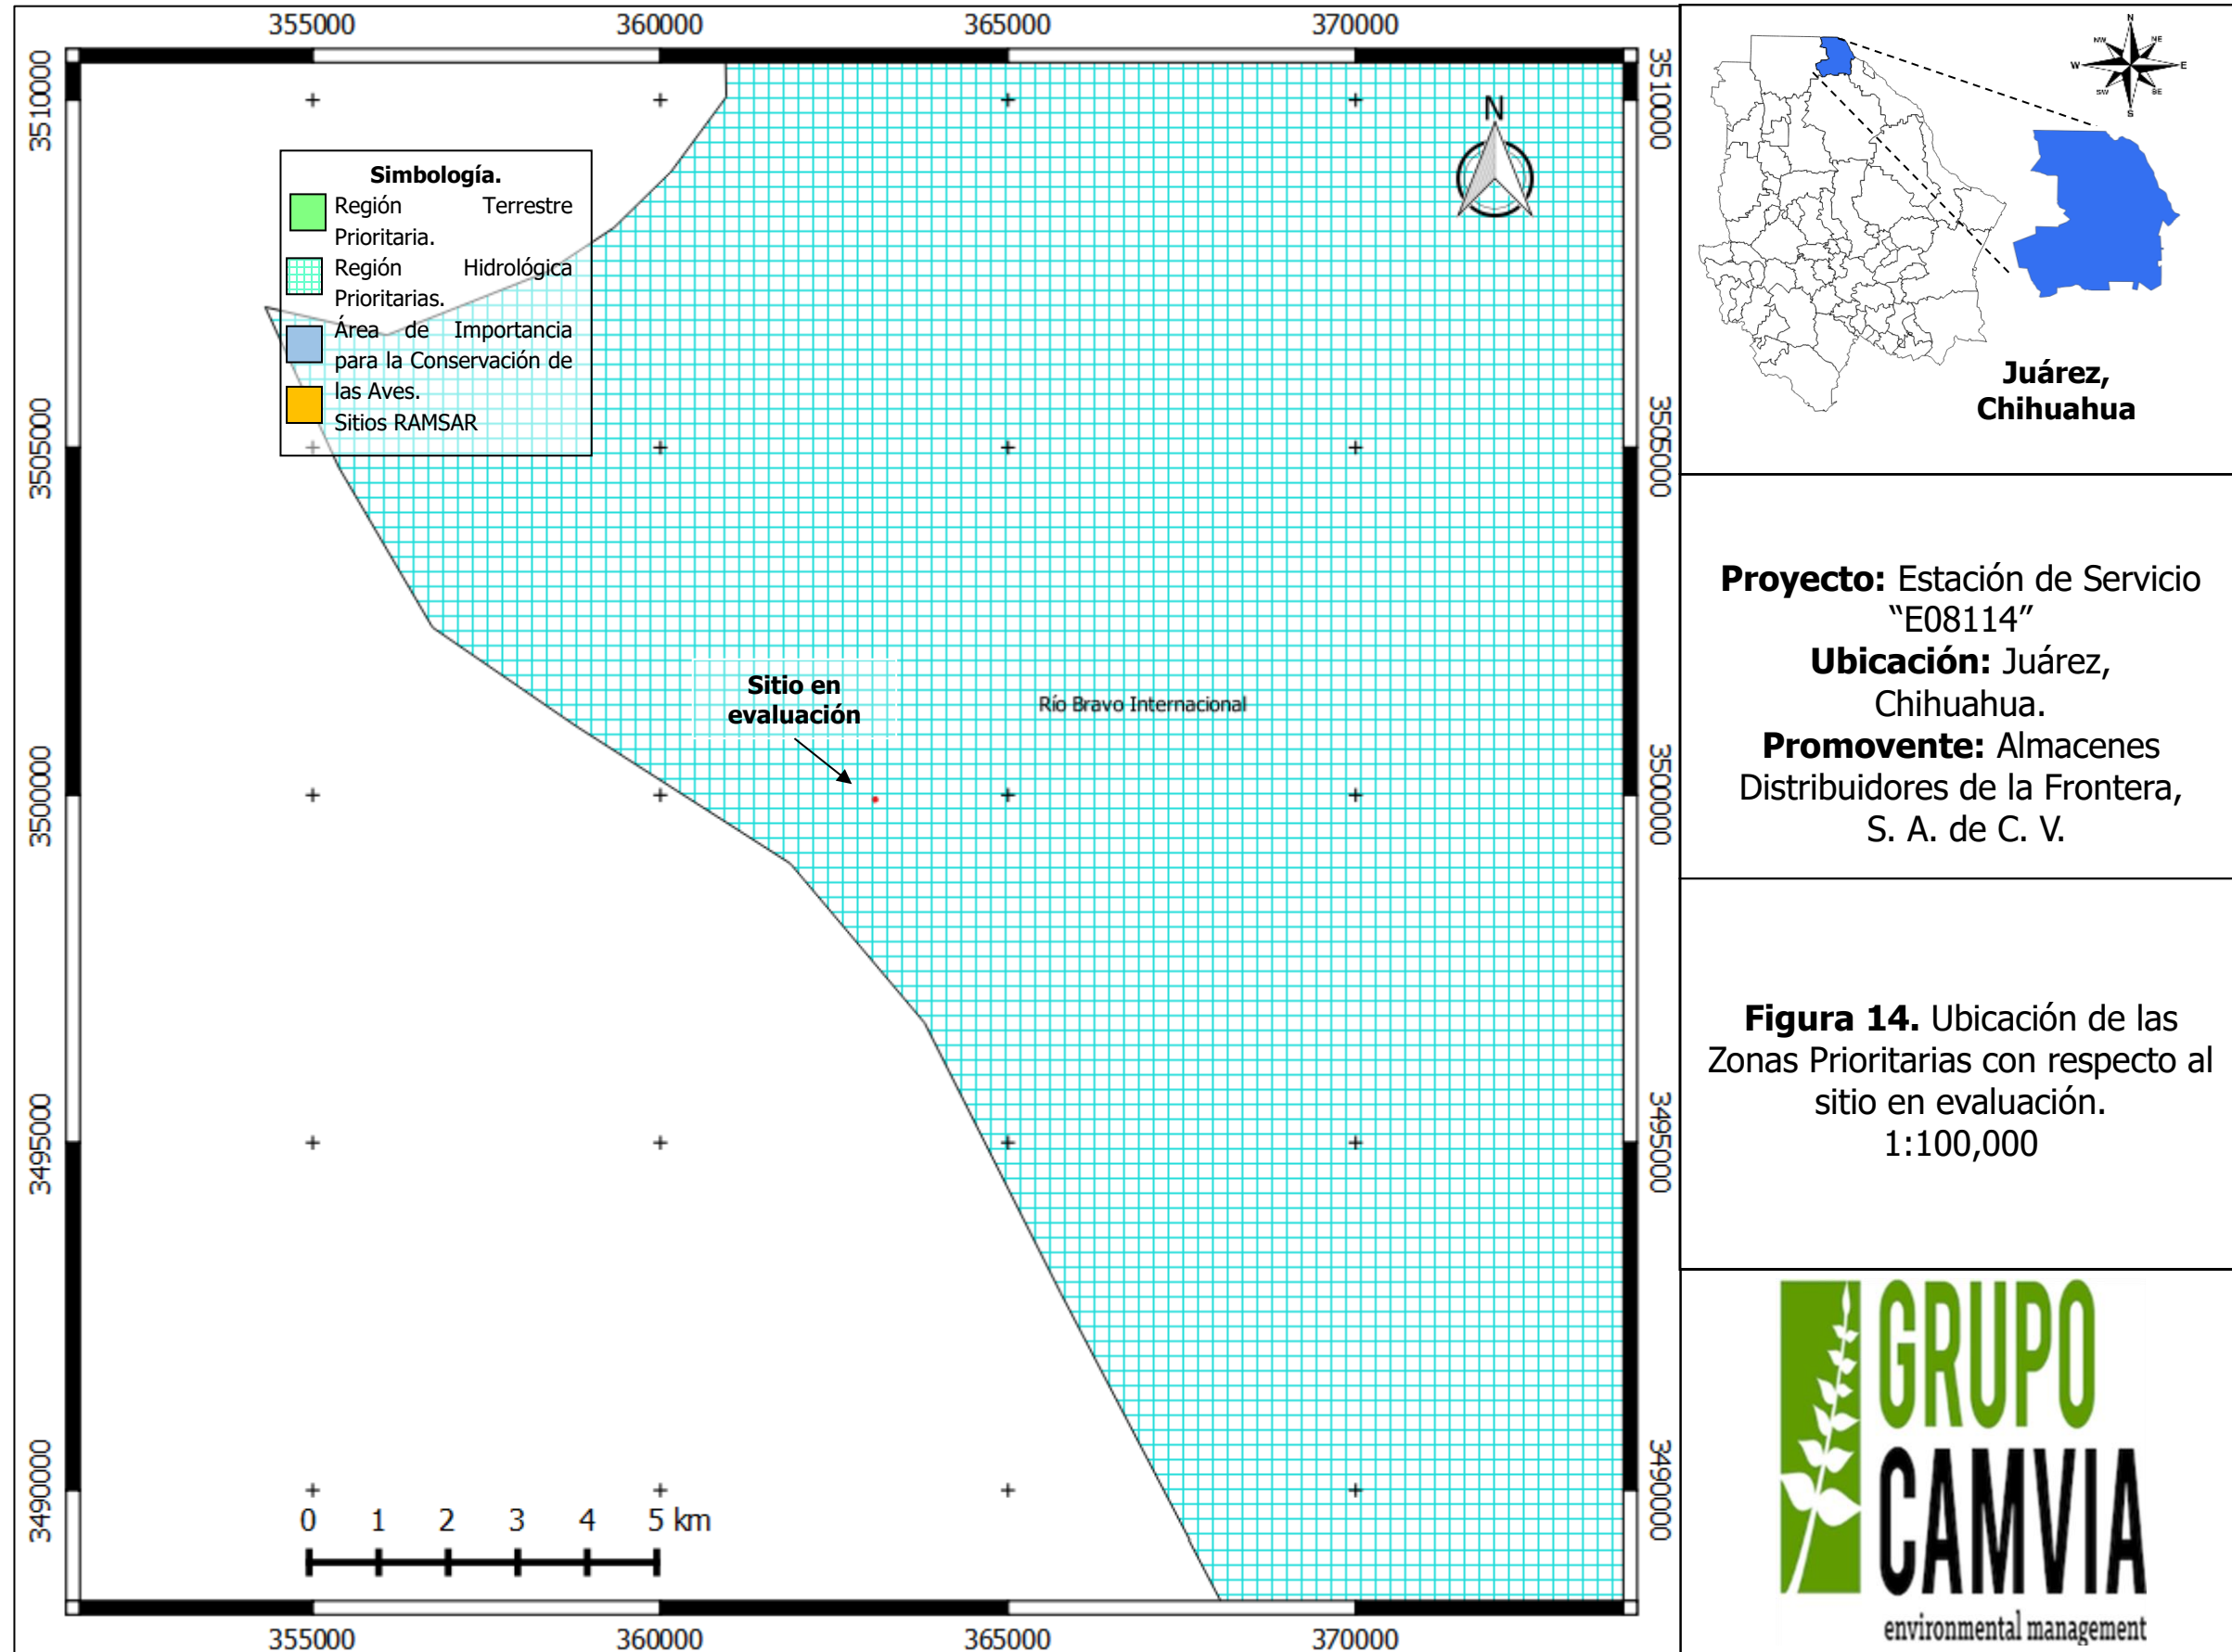 355000 360000 365000 370000
3510000
3505000
3500000
3495000
3490000
3510000
3505000
3500000
3495000
3490000
N
Simbología.
Región Terrestre
Prioritaria.
Región Hidrológica
Prioritarias.
Área de Importancia
para la Conservación de
las Aves.
Sitios RAMSAR
Sitio en
evaluación
Río Bravo Internacional
0 1 2 3 4 5 km
355000 360000 365000 370000
N
NW NE
W E
SW SE
S
Juárez,
Chihuahua
Proyecto: Estación de Servicio
“E08114”
Ubicación: Juárez,
Chihuahua.
Promovente: Almacenes
Distribuidores de la Frontera,
S. A. de C. V.
Figura 14. Ubicación de las
Zonas Prioritarias con respecto al
sitio en evaluación.
1:100,000
GRUPO
CAMVIA
environmental management